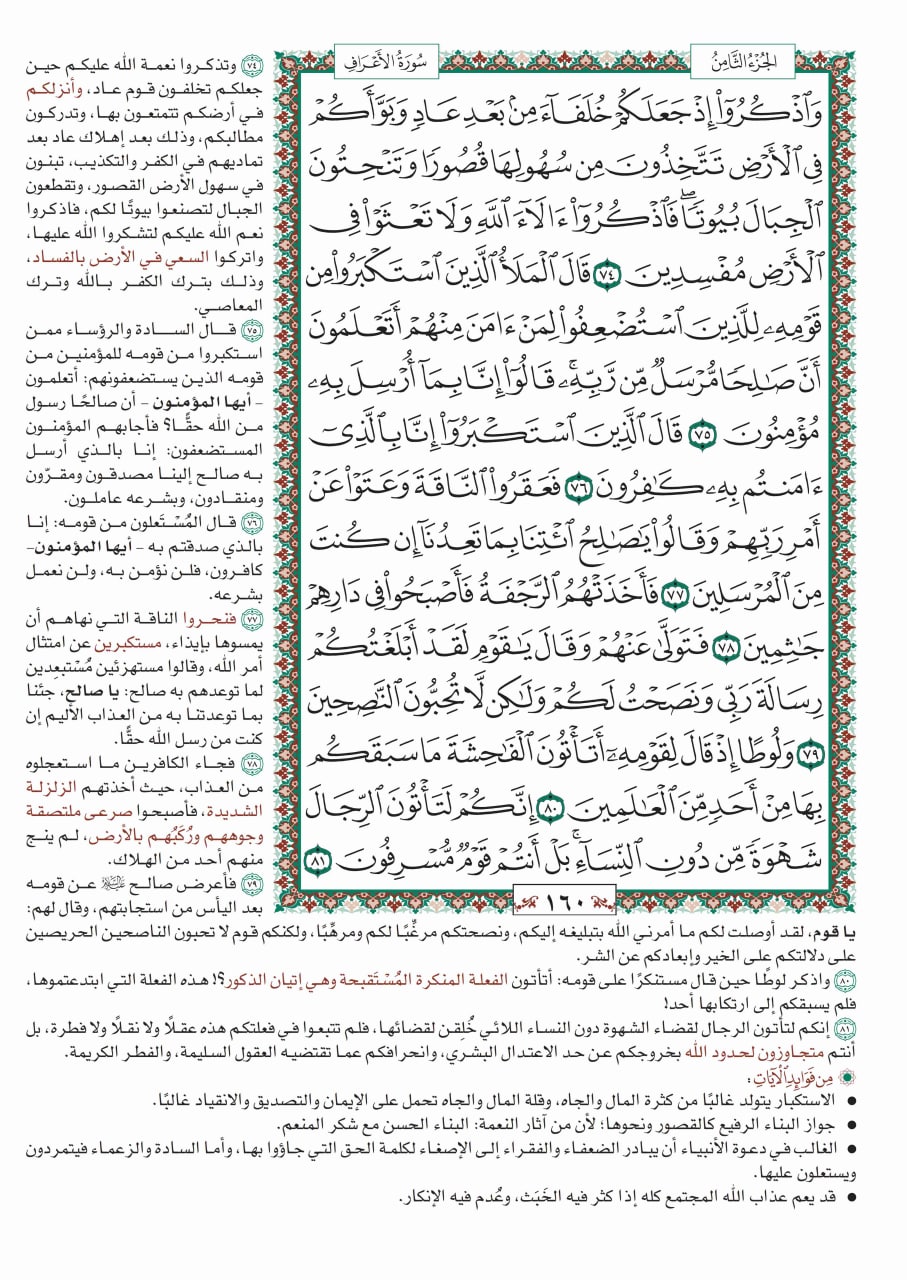 الجُزْءُ الثَّامِنُ
سُورَةُ الأَعْرَافِ
وَٱذْكُرُوٓا۟ إِذْ جَعَلَكُمْ خُلَفَآءَ مِنۢ بَعْدِ عَادٍ وَبَوَّأَكُمْ
فِى ٱلْأَرْضِ تَتَّخِذُونَ مِن سُهُولِهَا قُصُورًا وَتَنْحِتُونَ
ٱلْجِبَالَ بُيُوتًا ۖ فَٱذْكُرُوٓا۟ ءَالَآءَ ٱللَّهِ وَلَا تَعْثَوْا۟ فِى
ٱلْأَرْضِ مُفْسِدِينَ ٧٤ قَالَ ٱلْمَلَأُ ٱلَّذِينَ ٱسْتَكْبَرُوا۟ مِن
قَوْمِهِۦ لِلَّذِينَ ٱسْتُضْعِفُوا۟ لِمَنْ ءَامَنَ مِنْهُمْ أَتَعْلَمُونَ
أَنَّ صَٰلِحًا مُّرْسَلٌ مِّن رَّبِّهِۦ ۚ قَالُوٓا۟ إِنَّا بِمَآ أُرْسِلَ بِهِۦ
مُؤْمِنُونَ ٧٥ قَالَ ٱلَّذِينَ ٱسْتَكْبَرُوٓا۟ إِنَّا بِٱلَّذِىٓ
ءَامَنتُم بِهِۦ كَٰفِرُونَ ٧٦ فَعَقَرُوا۟ ٱلنَّاقَةَ وَعَتَوْا۟ عَنْ
أَمْرِ رَبِّهِمْ وَقَالُوا۟ يَٰصَٰلِحُ ٱئْتِنَا بِمَا تَعِدُنَآ إِن كُنتَ
مِنَ ٱلْمُرْسَلِينَ ٧٧ فَأَخَذَتْهُمُ ٱلرَّجْفَةُ فَأَصْبَحُوا۟ فِى دَارِهِمْ
جَٰثِمِينَ ٧٨ فَتَوَلَّىٰ عَنْهُمْ وَقَالَ يَٰقَوْمِ لَقَدْ أَبْلَغْتُكُمْ
رِسَالَةَ رَبِّى وَنَصَحْتُ لَكُمْ وَلَٰكِن لَّا تُحِبُّونَ ٱلنَّٰصِحِينَ
٧٩ وَلُوطًا إِذْ قَالَ لِقَوْمِهِۦٓ أَتَأْتُونَ ٱلْفَٰحِشَةَ مَا سَبَقَكُم
بِهَا مِنْ أَحَدٍ مِّنَ ٱلْعَٰلَمِينَ ٨٠ إِنَّكُمْ لَتَأْتُونَ ٱلرِّجَالَ
شَهْوَةً مِّن دُونِ ٱلنِّسَآءِ ۚ بَلْ أَنتُمْ قَوْمٌ مُّسْرِفُونَ ٨١
١٦٠
٧٤ وتذكروا نعمة الله عليكم حين
جعلكم تخلفون قوم عاد، وأنزلكم
في أرضكم تتمتعون بها، وتدركون
مطالبكم، وذلك بعد إهلاك عاد بعد
تماديهم في الكفر والتكذيب، تبنون
في سهول الأرض القصور، وتقطعون
الجبال لتصنعوا بيوتًا لكم، فاذكروا
نعم الله عليكم لتشكروا الله عليها،
واتركوا السعي في الأرض بالفساد،
وذلك بترك الكفر بالله وترك
المعاصي.
٧٥ قال السادة والرؤساء ممن
استكبروا من قومه للمؤمنين من
قومه الذين يستضعفونهم: أتعلمون
– أيها المؤمنون – أن صالحًا رسول
من الله حقًّا؟ فأجابهم المؤمنون
المستضعفون: إنا بالذي أرسل
به صالح إلينا مصدقون ومقرّون
ومنقادون، وبشرعه عاملون.
٧٦ قال المُسْتَعلون من قومه: إنا
بالذي صدقتم به – أيها المؤمنون–
كافرون، فلن نؤمن به، ولن نعمل
بشرعه.
٧٧ فنحروا الناقة التي نهاهم أن
يمسوها بإيذاء، مستكبرين عن امتثال
أمر الله، وقالوا مستهزئين مُسْتبعِدين
لما توعدهم به صالح: يا صالح، جئنا
بما توعدتنا به من العذاب الأليم إن
كنت من رسل الله حقًّا.
٧٨ فجاء الكافرين ما استعجلوه
من العذاب، حيث أخذتهم الزلزلة
الشديدة، فأصبحوا صرعى ملتصقة
وجوههم ورُكَبُهم بالأرض، لم ينج
منهم أحد من الهلاك.
٧٩ فأعرض صالح ﷺ عن قومه
بعد اليأس من استجابتهم، وقال لهم:
يا قوم، لقد أوصلت لكم ما أمرني الله بتبليغه إليكم، ونصحتكم مرغِّبًا لكم ومرهِّبًا، ولكنكم قوم لا تحبون الناصحين الحريصين
على دلالتكم على الخير وإبعادكم عن الشر.
٨٠ واذكر لوطًا حين قال مستنكرًا على قومه: أتأتون الفعلة المنكرة المُسْتَقبحة وهي إتيان الذكور؟! هذه الفعلة التي ابتدعتموها،
فلم يسبقكم إلى ارتكابها أحد!
٨١ إنكم لتأتون الرجال لقضاء الشهوة دون النساء اللائي خُلِقن لقضائها، فلم تتبعوا في فعلتكم هذه عقلًا ولا نقلًا ولا فطرة، بل
أنتم متجاوزون لحدود الله بخروجكم عن حد الاعتدال البشري، وانحرافكم عما تقتضيه العقول السليمة، والفطر الكريمة.
مِن فَوَائِدِ الْآيَاتِ:
• الاستكبار يتولد غالبًا من كثرة المال والجاه، وقلة المال والجاه تحمل على الإيمان والتصديق والانقياد غالبًا.
• جواز البناء الرفيع كالقصور ونحوها؛ لأن من آثار النعمة: البناء الحسن مع شكر المنعم.
• الغالب في دعوة الأنبياء أن يبادر الضعفاء والفقراء إلى الإصغاء لكلمة الحق التي جاؤوا بها، وأما السادة والزعماء فيتمردون
ويستعلون عليها.
• قد يعم عذاب الله المجتمع كله إذا كثر فيه الخَبَث، وعُدم فيه الإنكار.